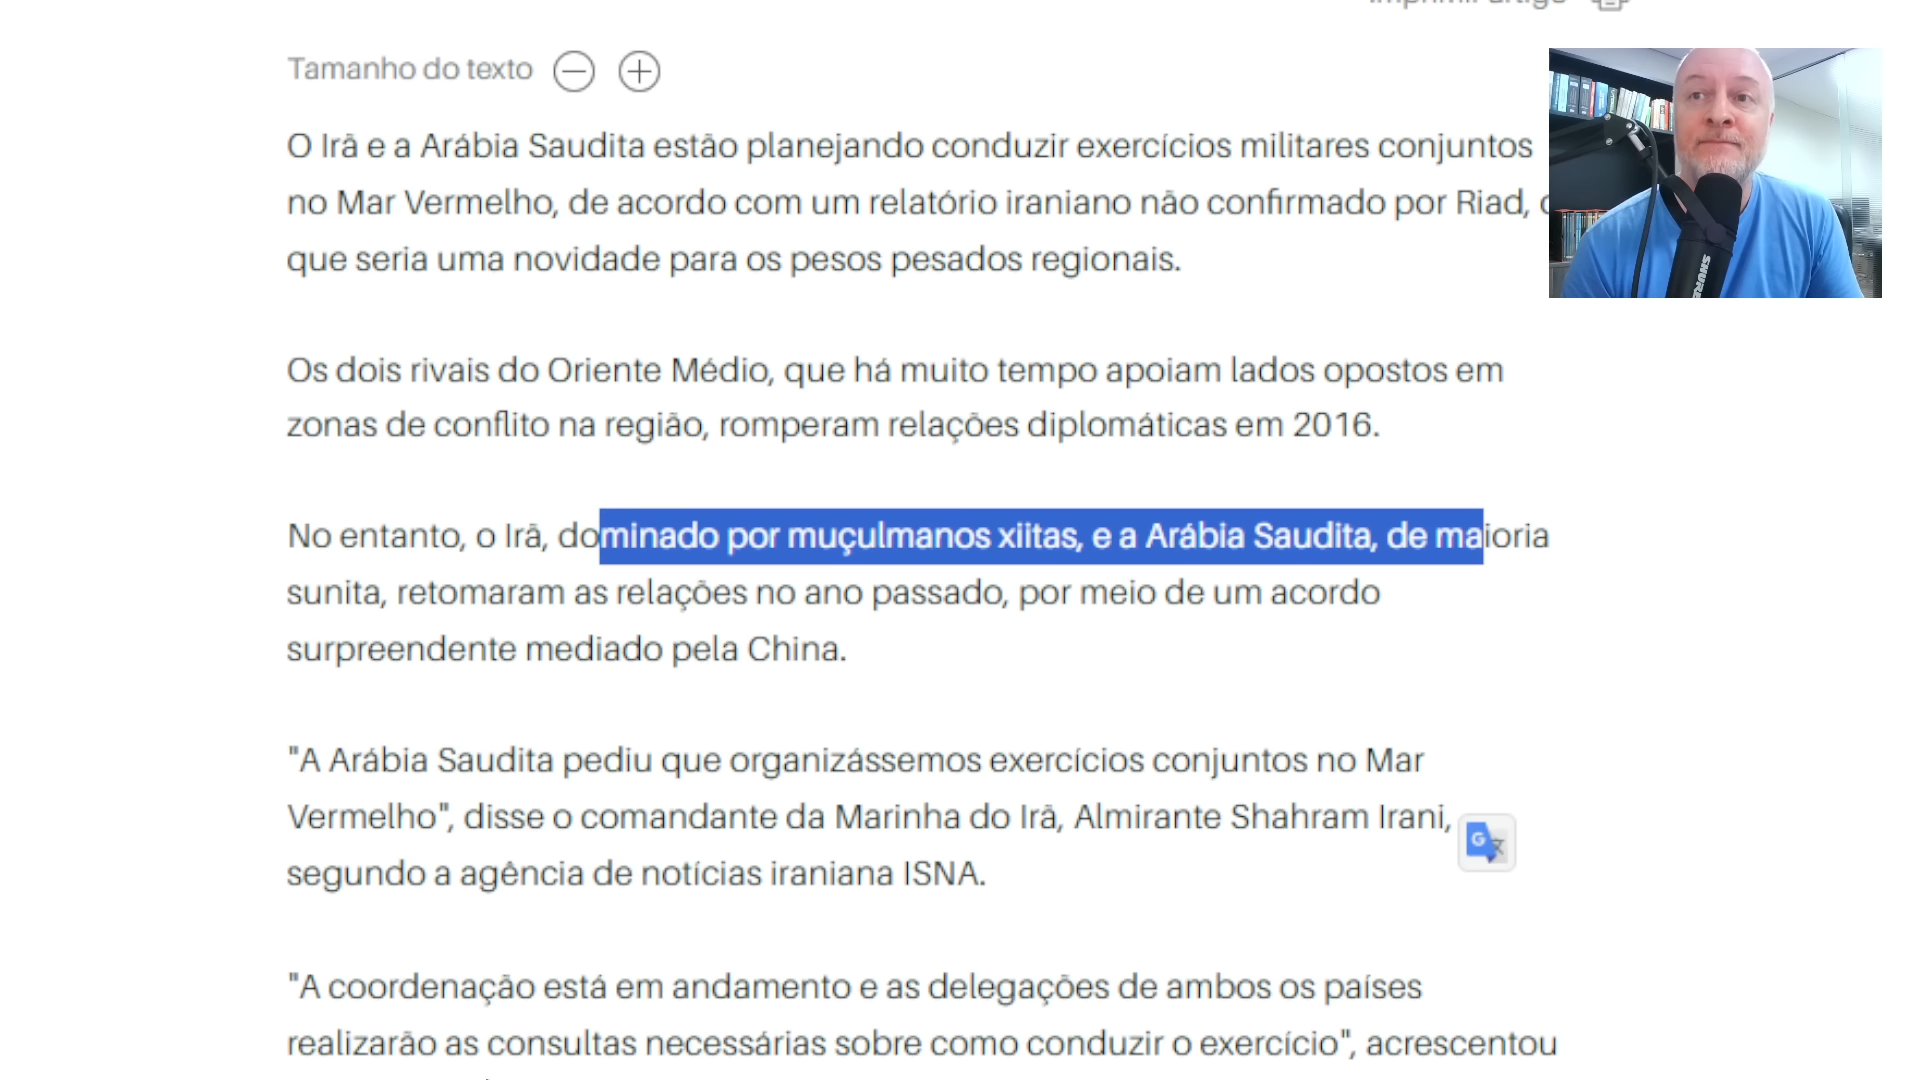 Imprimir artigo
Tamanho do texto
O Irã e a Arábia Saudita estão planejando conduzir exercícios militares conjuntos
no Mar Vermelho, de acordo com um relatório iraniano não confirmado por Riad,
que seria uma novidade para os pesos pesados regionais.
Os dois rivais do Oriente Médio, que há muito tempo apoiam lados opostos em
zonas de conflito na região, romperam relações diplomáticas em 2016.
No entanto, o Irã, dominado por muçulmanos xiitas, e a Arábia Saudita, de maioria
sunita, retomaram as relações no ano passado, por meio de um acordo
surpreendente mediado pela China.
"A Arábia Saudita pediu que organizássemos exercícios conjuntos no Mar
Vermelho", disse o comandante da Marinha do Irã, Almirante Shahram Irani,
segundo a agência de notícias iraniana ISNA.
"A coordenação está em andamento e as delegações de ambos os países
realizarão as consultas necessárias sobre como conduzir o exercício", acrescentou
SHURE
G